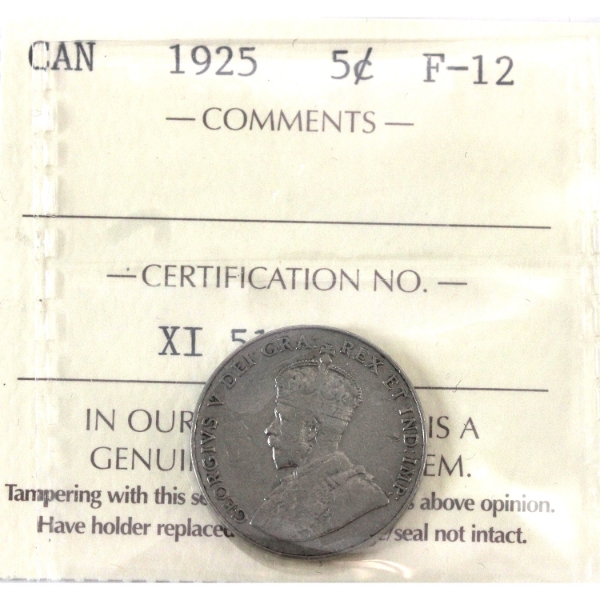 CAN 1925 5¢ F-12
— COMMENTS —
— CERTIFICATION NO. —
XI
IN OUR IS A
GENUI EM.
Tampering with this se above opinion.
Have holder replaced /seal not intact.
GEORGIVS V DEI GRA: REX ET IND: IMP: